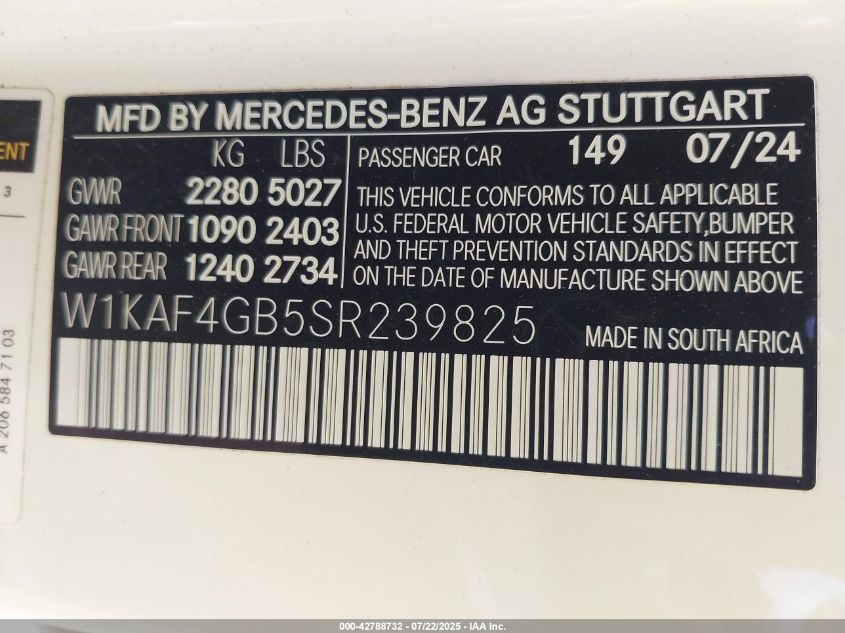 MFD BY MERCEDES-BENZ AG STUTTGART
KG LBS
GVWR 2280 5027
GAWR FRONT 1090 2403
GAWR REAR 1240 2734
PASSENGER CAR 149 07/24
THIS VEHICLE CONFORMS TO ALL APPLICABLE
U.S. FEDERAL MOTOR VEHICLE SAFETY,BUMPER
AND THEFT PREVENTION STANDARDS IN EFFECT
ON THE DATE OF MANUFACTURE SHOWN ABOVE
W1KAF4GB5SR239825
MADE IN SOUTH AFRICA
3
A 206 584 71 03
000-42788732 - 07/22/2025 - IAA Inc.